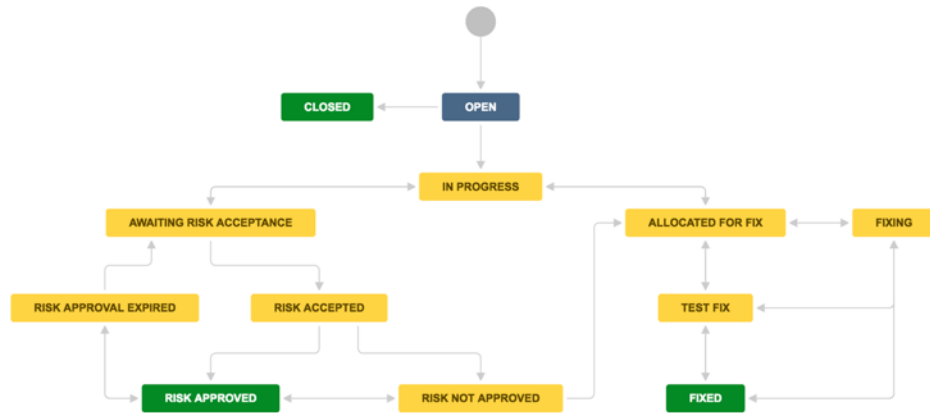 CLOSED
OPEN
IN PROGRESS
AWAITING RISK ACCEPTANCE
ALLOCATED FOR FIX
FIXING
RISK APPROVAL EXPIRED
RISK ACCEPTED
TEST FIX
RISK APPROVED
RISK NOT APPROVED
FIXED